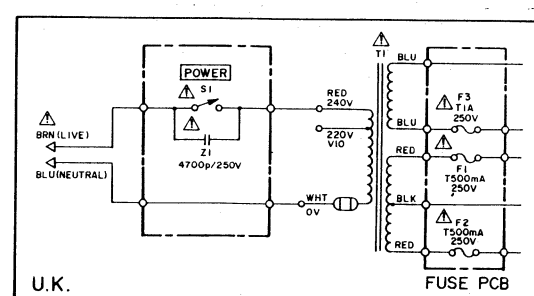 POWER
S1
Z1
4700p/250V
BRN(LIVE)
BLU(NEUTRAL)
RED
240V
220V
V10
WHT
0V
T1
BLU
BLU
RED
BLK
RED
F3
T1A
250V
F1
T500mA
250V
F2
T500mA
250V
U.K.
FUSE PCB